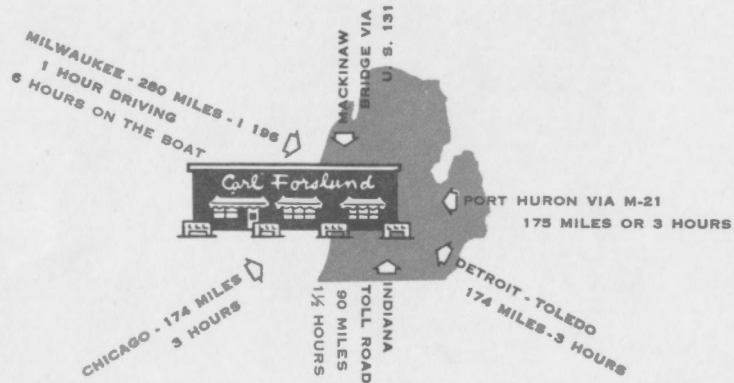 MILWAUKEE - 280 MILES - I 196
1 HOUR DRIVING
6 HOURS ON THE BOAT
MACKINAW
BRIDGE VIA
U. S. 131
Carl Forslund
PORT HURON VIA M-21
175 MILES OR 3 HOURS
DETROIT - TOLEDO
174 MILES-3 HOURS
INDIANA
TOLL ROAD
90 MILES
1½ HOURS
CHICAGO - 174 MILES
3 HOURS